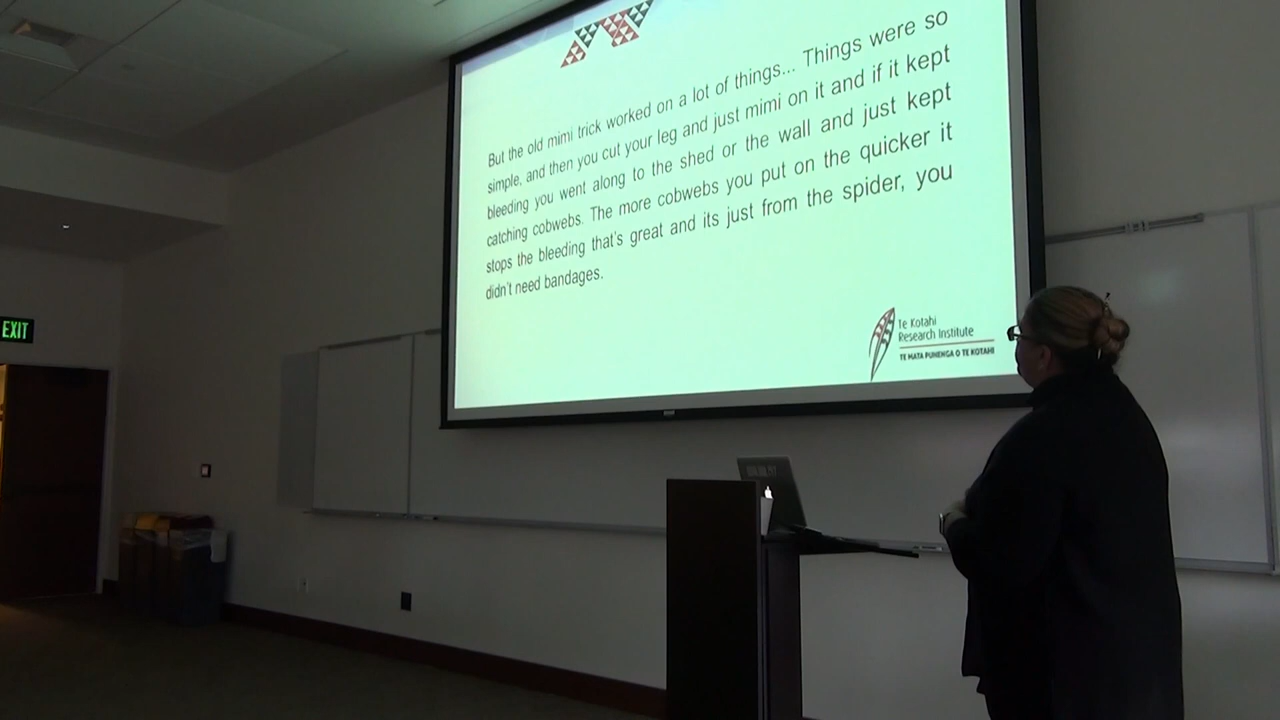 But the old mimi trick worked on a lot of things... Things were so
simple, and then you cut your leg and just mimi on it and if it kept
bleeding you went along to the shed or the wall and just kept
catching cobwebs. The more cobwebs you put on the quicker it
stops the bleeding that's great and its just from the spider, you
didn't need bandages.
Te Kotahi
Research Institute
TE MATA PUNENGA O TE KOTAHI
EXIT